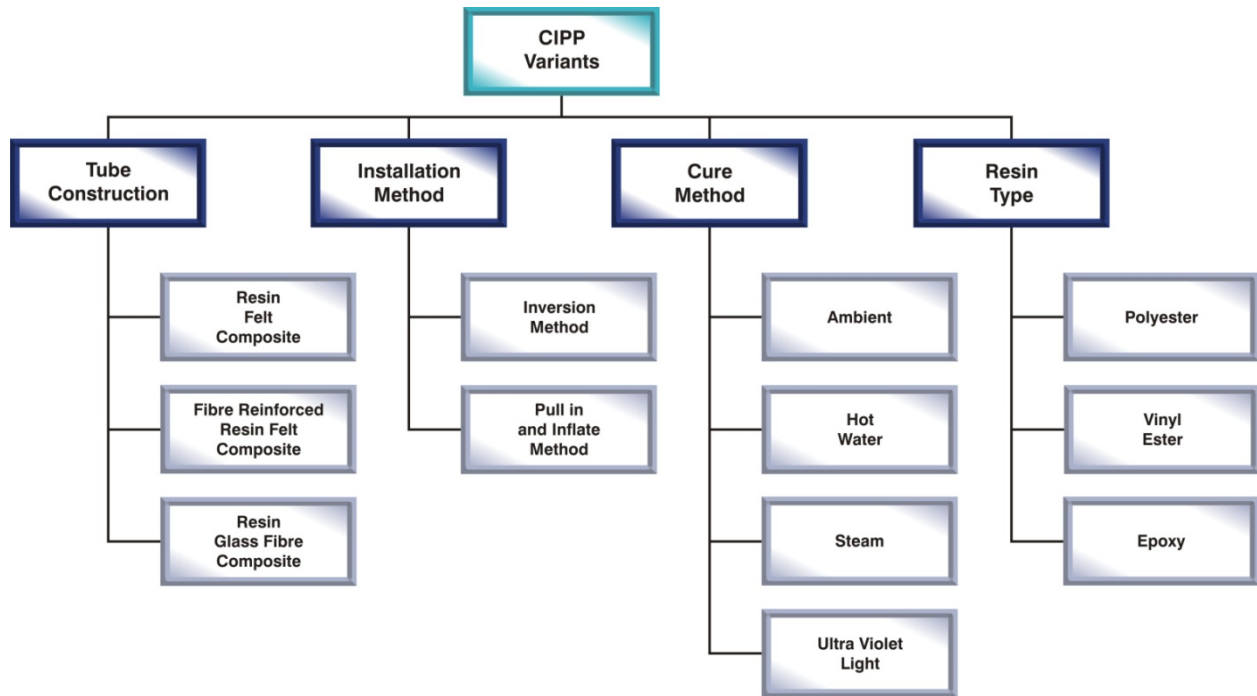 CIPP
Variants
Tube
Construction
Installation
Method
Cure
Method
Resin
Type
Resin
Felt
Composite
Fibre Reinforced
Resin Felt
Composite
Resin
Glass Fibre
Composite
Inversion
Method
Pull in
and Inflate
Method
Ambient
Hot
Water
Steam
Ultra Violet
Light
Polyester
Vinyl
Ester
Epoxy